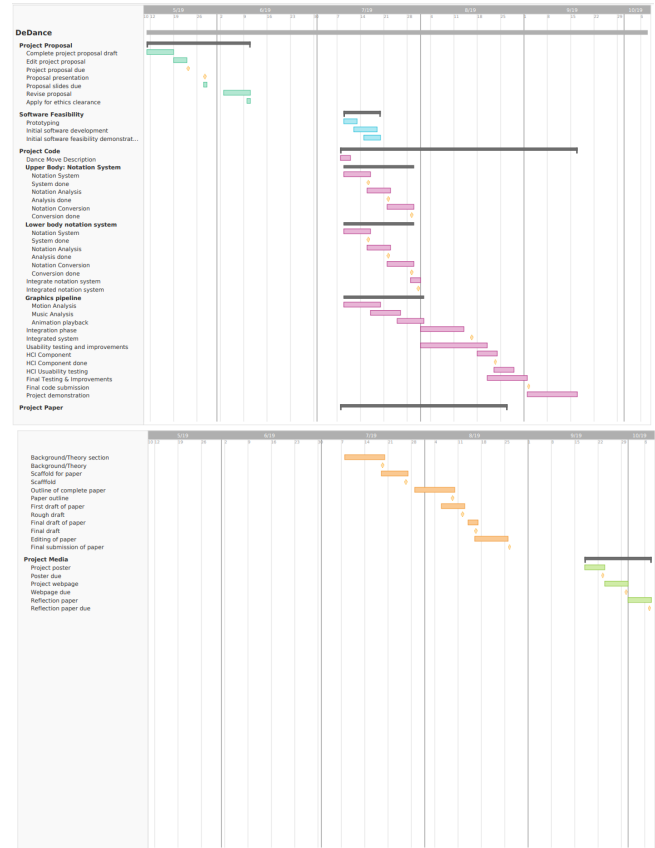 5/19 6/19 7/19 8/19 9/19 10/19
DeDance
Project Proposal
Complete project proposal draft
Edit project proposal
Project proposal due
Proposal presentation
Proposal slides due
Revise proposal
Apply for ethics clearance
Software Feasibility
Prototyping
Initial software development
Initial software feasibility demonstrat...
Project Code
Dance Move Description
Upper Body: Notation System
Notation System
System done
Notation Analysis
Analysis done
Notation Conversion
Conversion done
Lower body notation system
Notation System
System done
Notation Analysis
Analysis done
Notation Conversion
Conversion done
Integrate notation system
Integrated notation system
Graphics pipeline
Motion Analysis
Music Analysis
Animation playback
Integration phase
Integrated system
Usability testing and improvements
HCI Component
HCI Component done
HCI Usuability testing
Final Testing & Improvements
Final code submission
Project demonstration
Project Paper
5/19 6/19 7/19 8/19 9/19 10/19
Background/Theory section
Background/Theory
Scaffold for paper
Scafffold
Outline of complete paper
Paper outline
First draft of paper
Rough draft
Final draft of paper
Final draft
Editing of paper
Final submission of paper
Project Media
Project poster
Poster due
Project webpage
Webpage due
Reflection paper
Reflection paper due